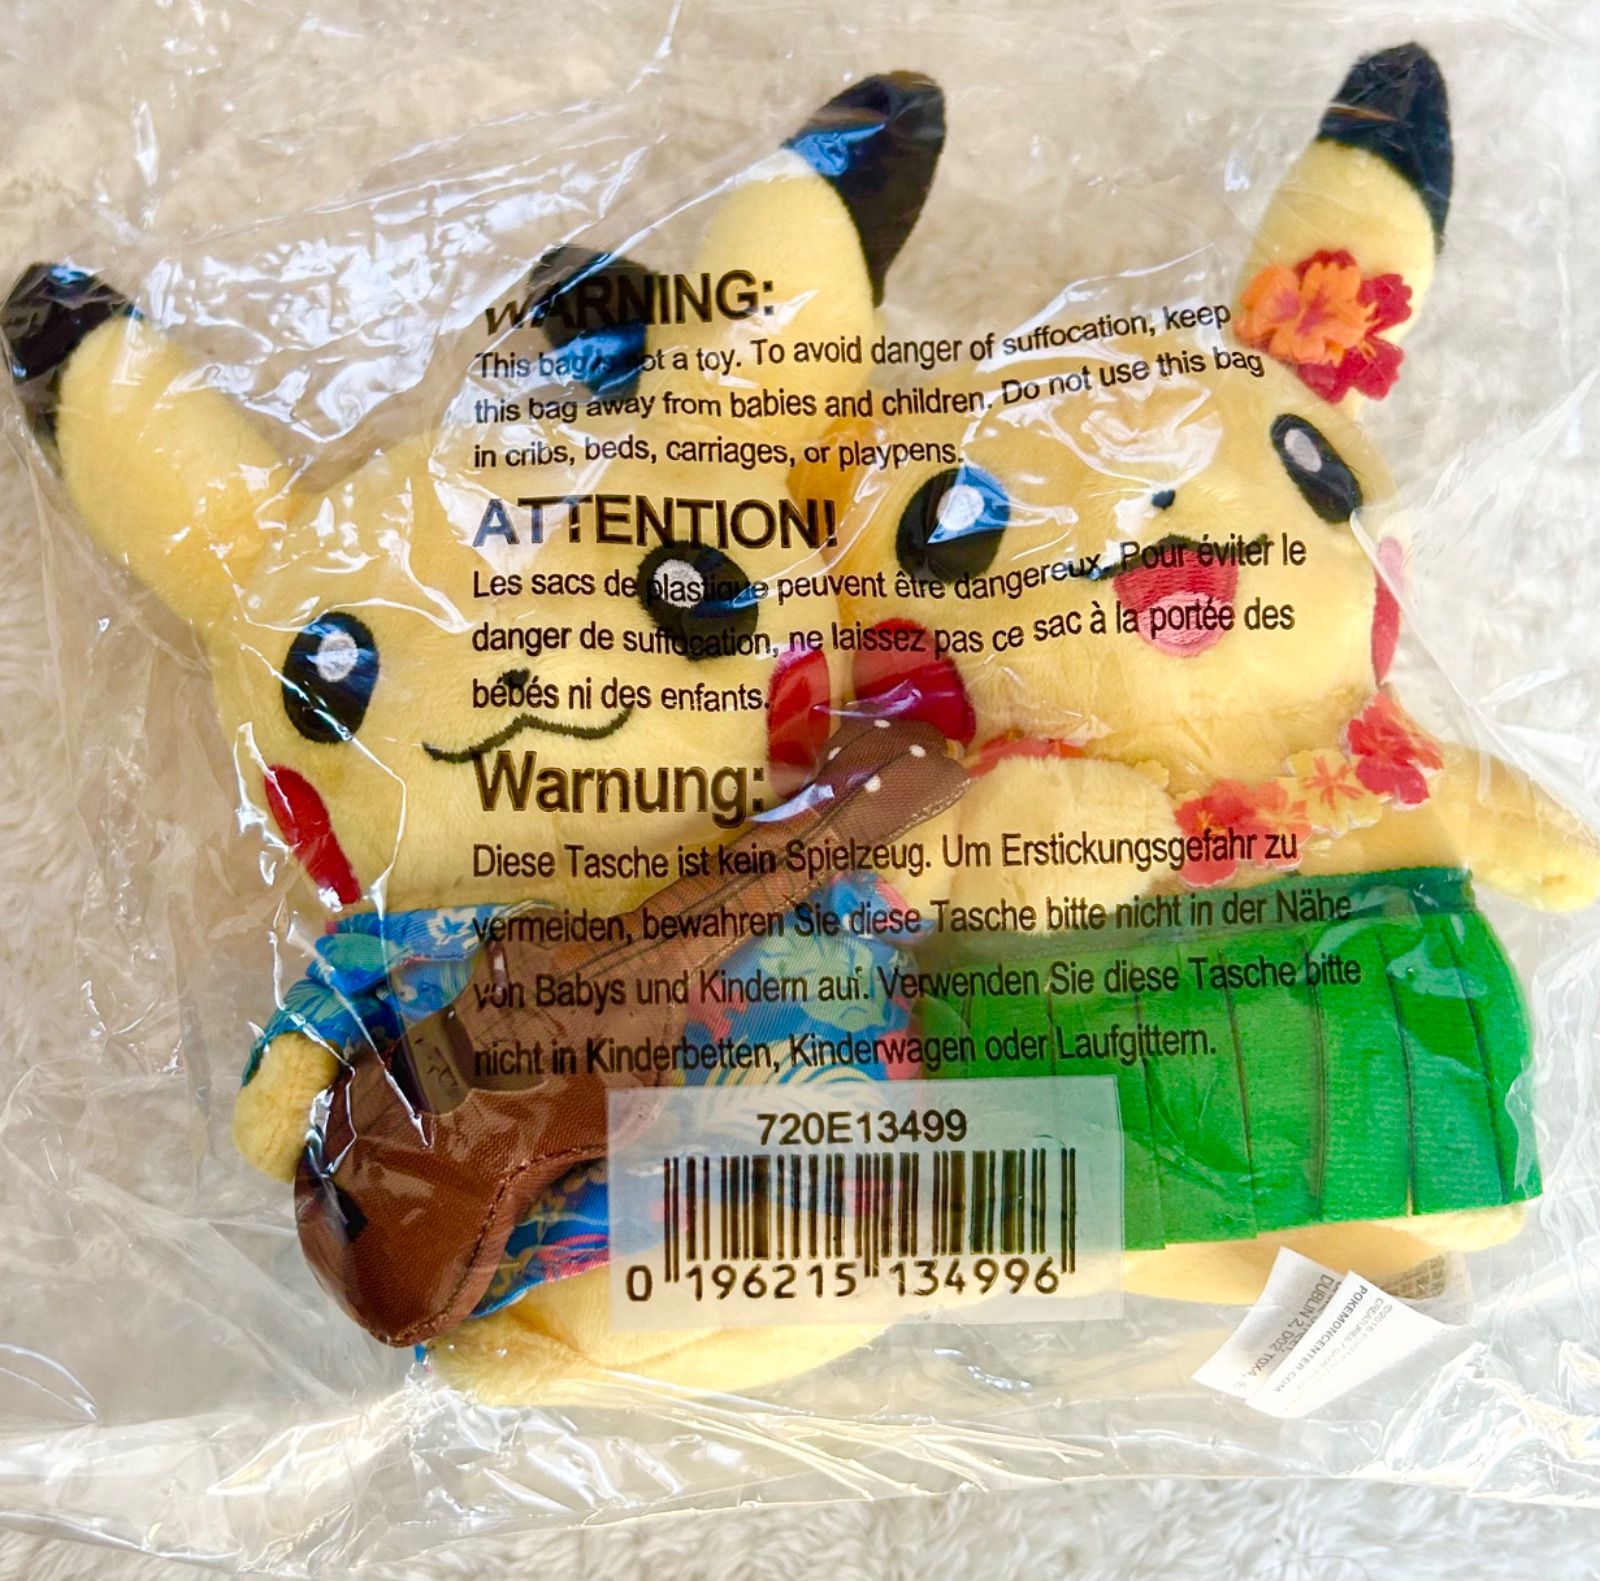 WARNING:
This bag is not a toy. To avoid danger of suffocation, keep
this bag away from babies and children. Do not use this bag
in cribs, beds, carriages, or playpens.
ATTENTION!
Les sacs de plastique peuvent être dangereux. Pour éviter le
danger de suffocation, ne laissez pas ce sac à la portée des
bébés ni des enfants.
Warnung:
Diese Tasche ist kein Spielzeug. Um Erstickungsgefahr zu
vermeiden, bewahren Sie diese Tasche bitte nicht in der Nähe
von Babys und Kindern auf. Verwenden Sie diese Tasche bitte
nicht in Kinderbetten, Kinderwagen oder Laufgittern.
720E13499
0 196215 134996
DUBLIN 2, D02
POKEMONCENTER.COM
CREATURES